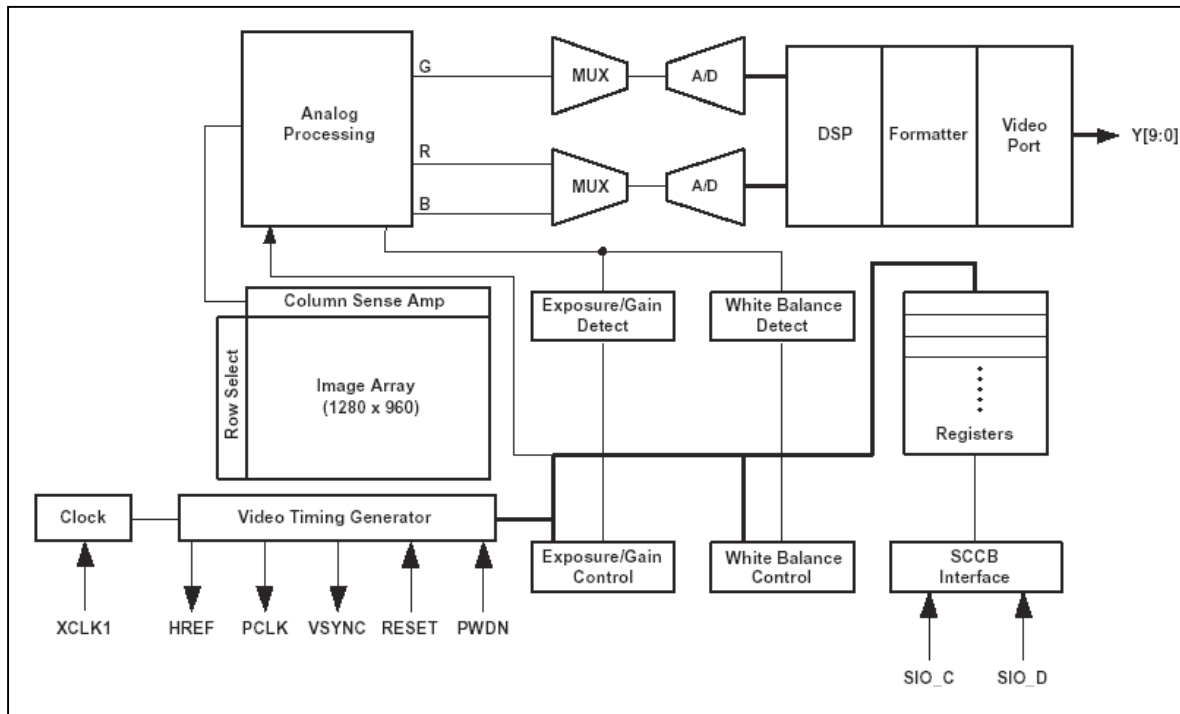 G
MUX
A/D
Analog
Processing
DSP
Formatter
Video
Port
Y[9:0]
R
MUX
A/D
B
Column Sense Amp
Exposure/Gain
Detect
White Balance
Detect
Row Select
Image Array
(1280 x 960)
Registers
Clock
Video Timing Generator
Exposure/Gain
Control
White Balance
Control
SCCB
Interface
XCLK1
HREF
PCLK
VSYNC
RESET
PWDN
SIO_C
SIO_D